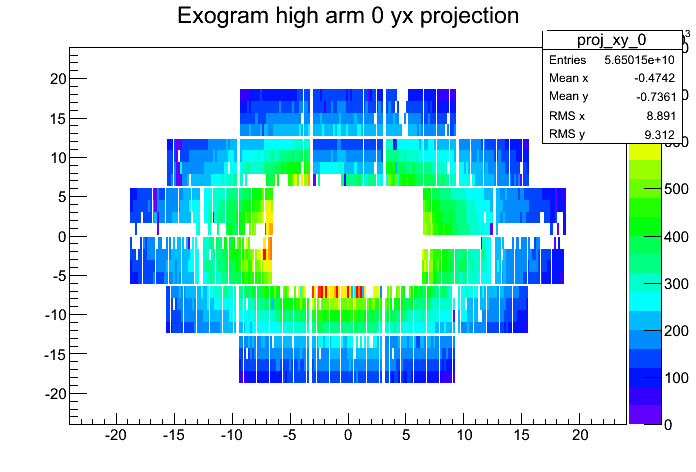 Exogram high arm 0 yx projection
proj_xy_0
Entries 5.65015e+10
Mean x -0.4742
Mean y -0.7361
RMS x 8.891
RMS y 9.312
20
15
10
5
0
-5
-10
-15
-20
-20 -15 -10 -5 0 5 10 15 20
500
400
300
200
100
0